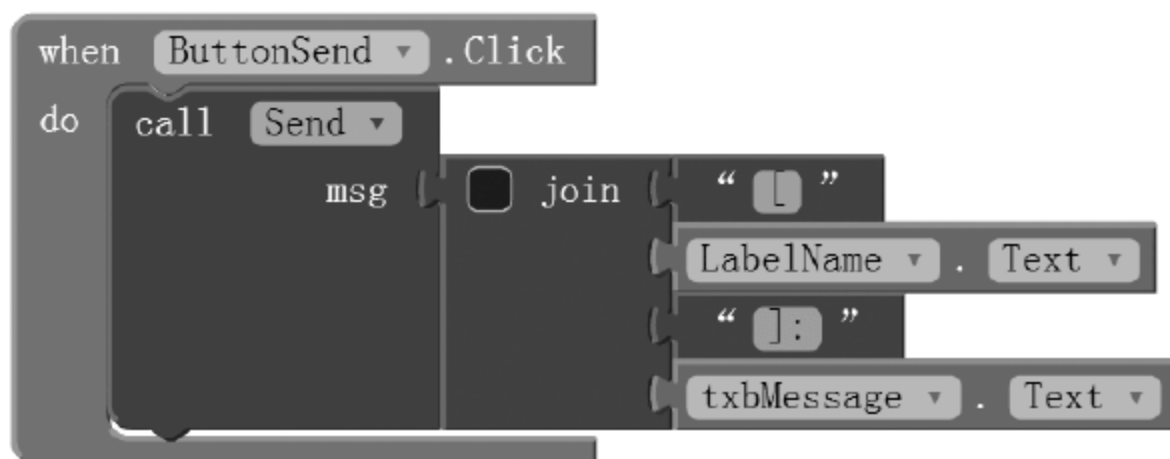 when ButtonSend .Click
do call Send
msg join “[”
LabelName . Text
“]:”
txbMessage . Text